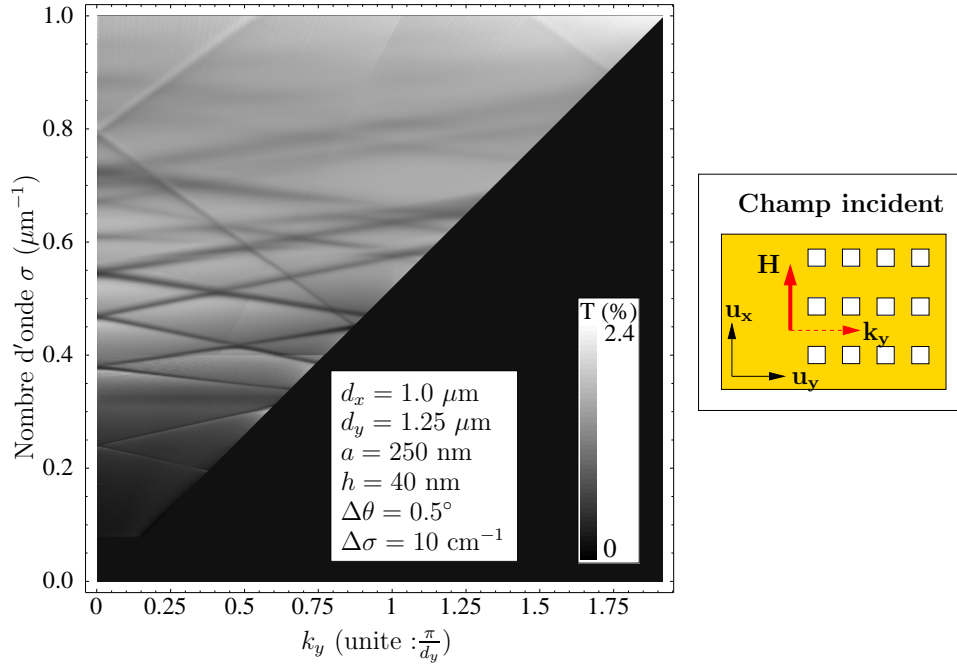 Nombre d'onde σ (μm⁻¹)
1.0
0.8
0.6
0.4
0.2
0.0
0
0.25
0.5
0.75
1
1.25
1.5
1.75
k_y (unite :π/d_y)
d_x = 1.0 μm
d_y = 1.25 μm
a = 250 nm
h = 40 nm
Δθ = 0.5°
Δσ = 10 cm⁻¹
T (%)
2.4
0
Champ incident
H
u_x
k_y
u_y